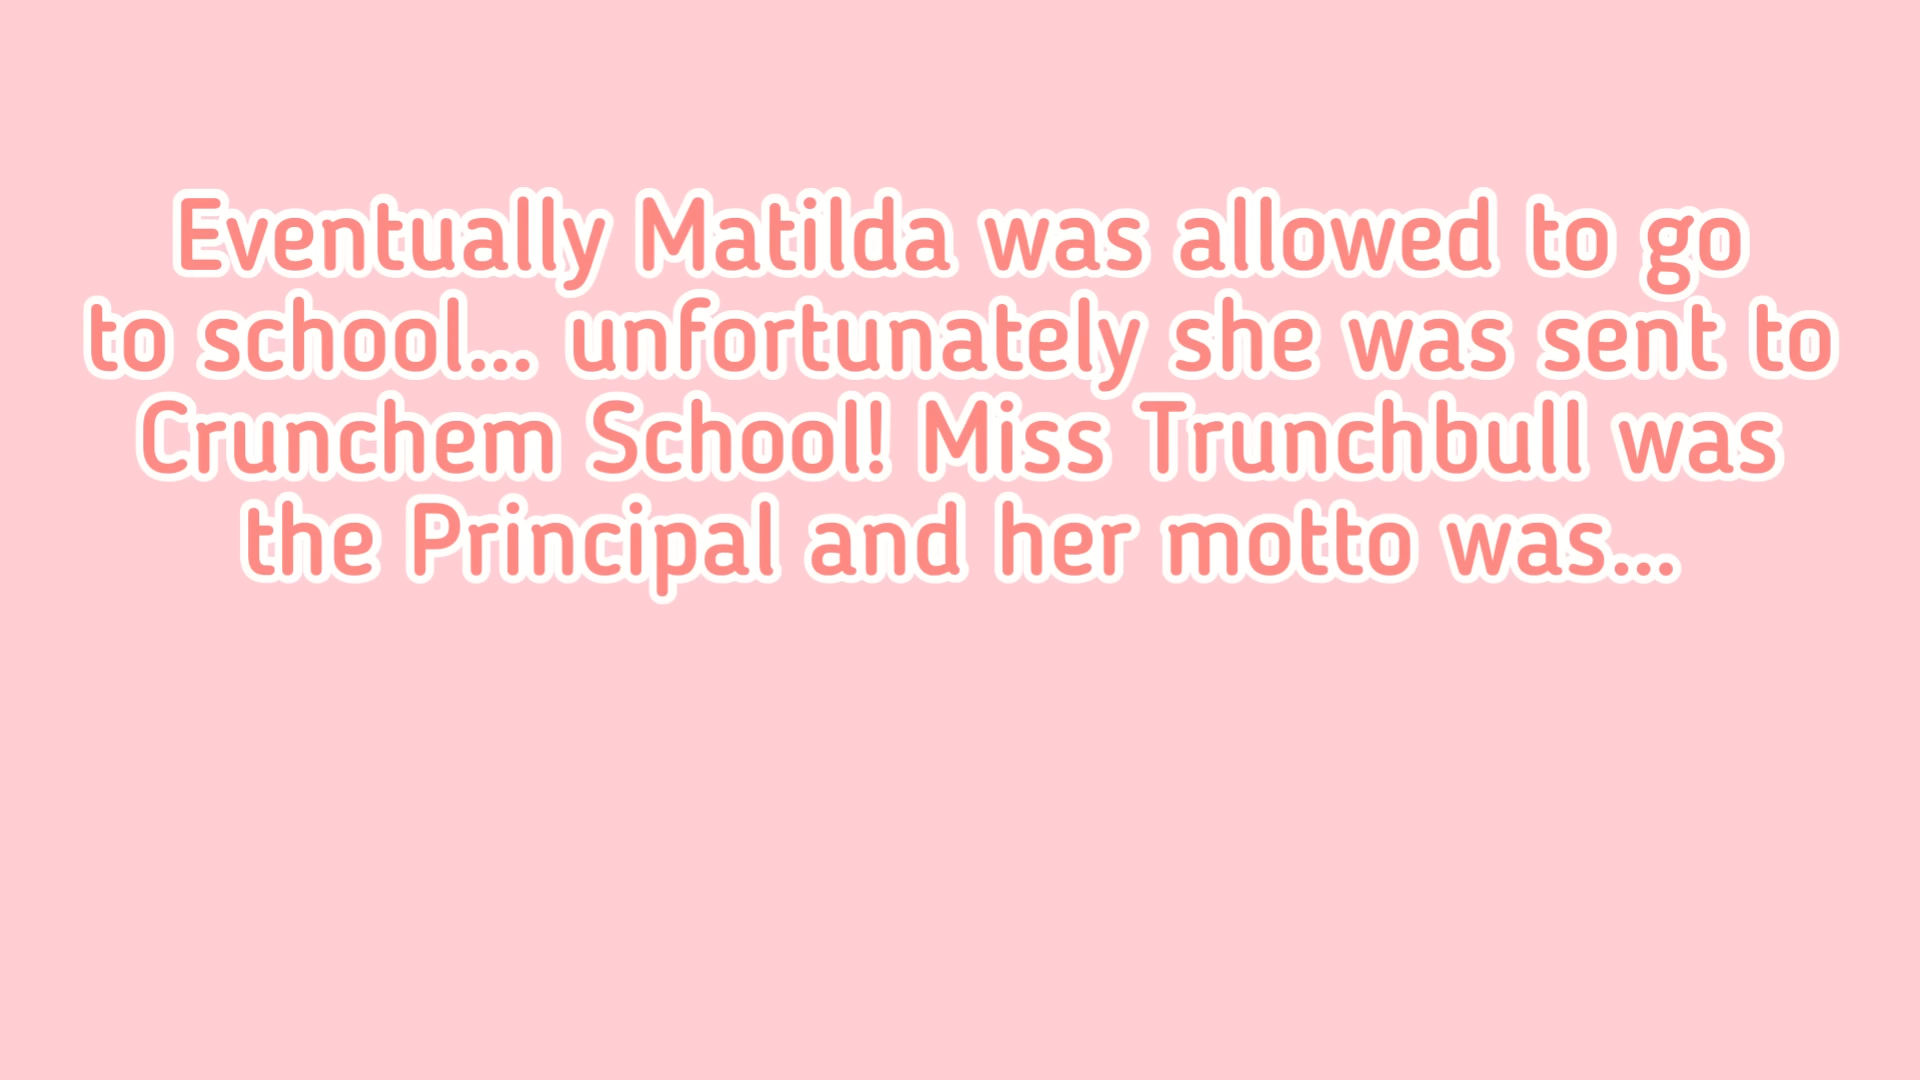 Eventually Matilda was allowed to go
to school... unfortunately she was sent to
Crunchem School! Miss Trunchbull was
the Principal and her motto was...